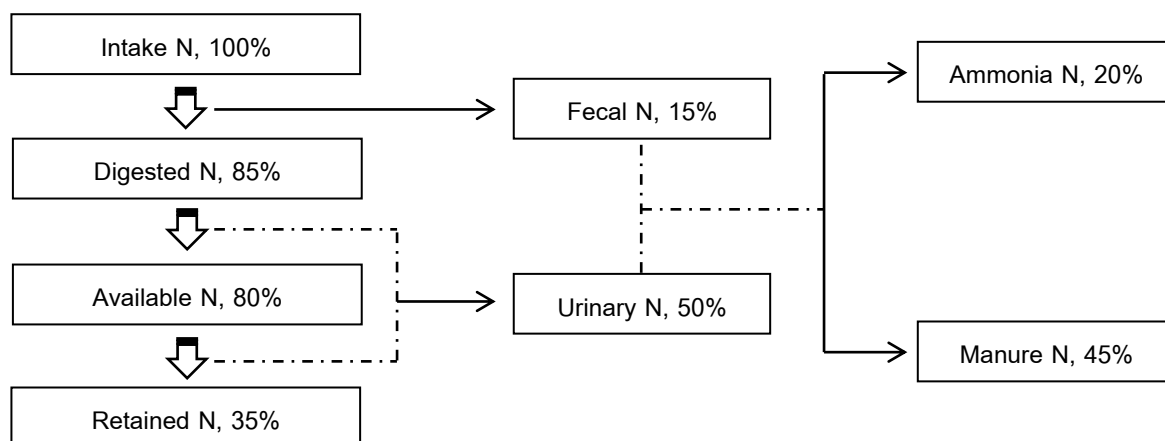 Intake N, 100%
Digested N, 85%
Available N, 80%
Retained N, 35%
Fecal N, 15%
Urinary N, 50%
Ammonia N, 20%
Manure N, 45%